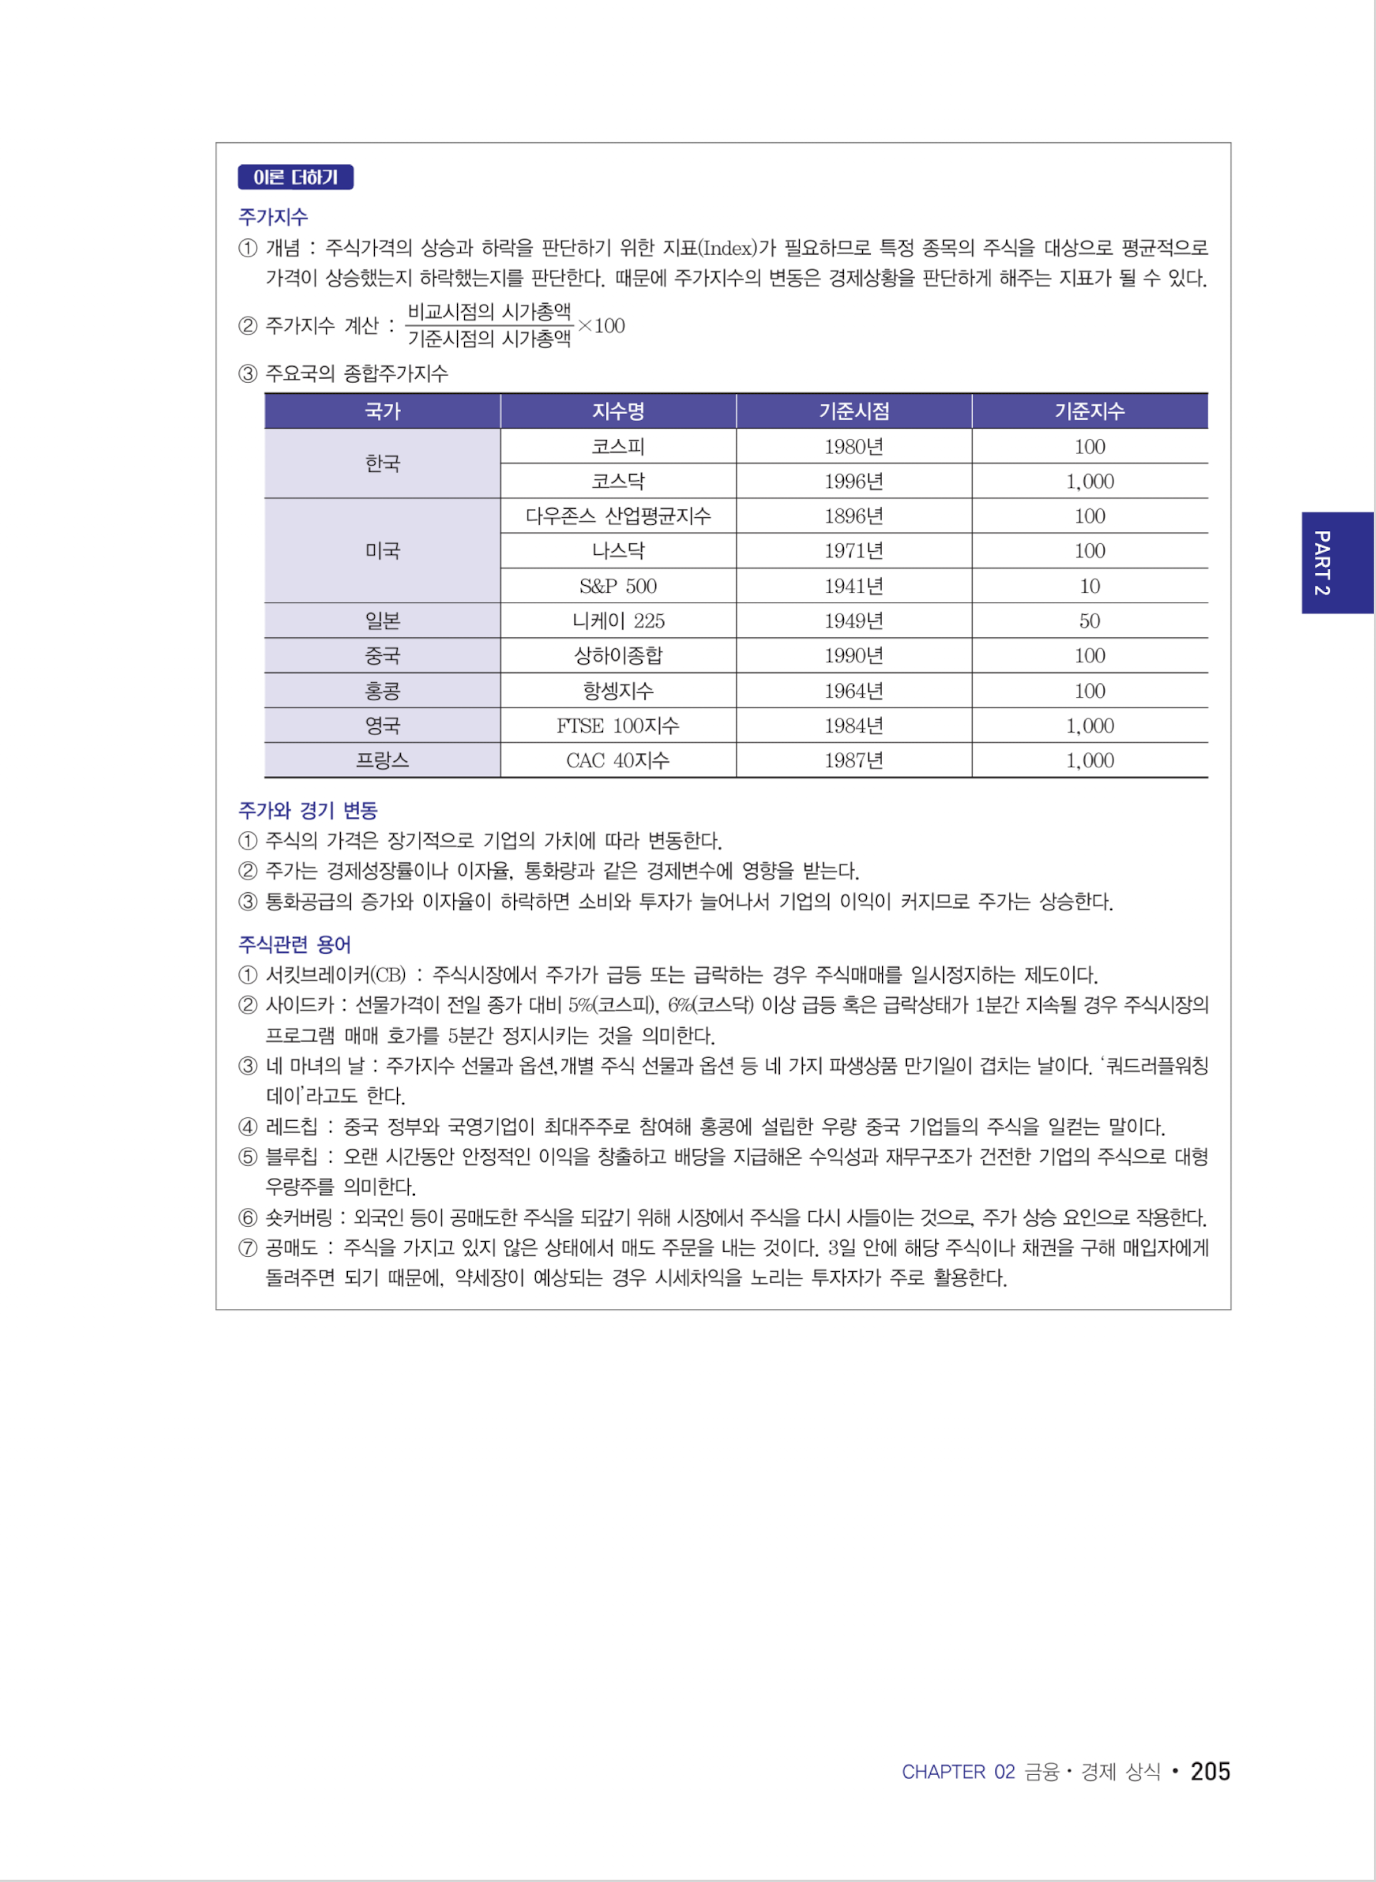 이론 더하기
주가지수
① 개념 : 주식가격의 상승과 하락을 판단하기 위한 지표(Index)가 필요하므로 특정 종목의 주식을 대상으로 평균적으로
가격이 상승했는지 하락했는지를 판단한다. 때문에 주가지수의 변동은 경제상황을 판단하게 해주는 지표가 될 수 있다.
② 주가지수 계산 : 비교시점의 시가총액
기준시점의 시가총액 ×100
③ 주요국의 종합주가지수
국가 지수명 기준시점 기준지수
한국 코스피 1980년 100
코스닥 1996년 1,000
미국 다우존스 산업평균지수 1896년 100
나스닥 1971년 100
S&P 500 1941년 10
일본 니케이 225 1949년 50
중국 상하이종합 1990년 100
홍콩 항셍지수 1964년 100
영국 FTSE 100지수 1984년 1,000
프랑스 CAC 40지수 1987년 1,000
주가와 경기 변동
① 주식의 가격은 장기적으로 기업의 가치에 따라 변동한다.
② 주가는 경제성장률이나 이자율, 통화량과 같은 경제변수에 영향을 받는다.
③ 통화공급의 증가와 이자율이 하락하면 소비와 투자가 늘어나서 기업의 이익이 커지므로 주가는 상승한다.
주식관련 용어
① 서킷브레이커(CB) : 주식시장에서 주가가 급등 또는 급락하는 경우 주식매매를 일시정지하는 제도이다.
② 사이드카 : 선물가격이 전일 종가 대비 5%(코스피), 6%(코스닥) 이상 급등 혹은 급락상태가 1분간 지속될 경우 주식시장의
프로그램 매매 호가를 5분간 정지시키는 것을 의미한다.
③ 네 마녀의 날 : 주가지수 선물과 옵션,개별 주식 선물과 옵션 등 네 가지 파생상품 만기일이 겹치는 날이다. ‘쿼드러플워칭
데이’라고도 한다.
④ 레드칩 : 중국 정부와 국영기업이 최대주주로 참여해 홍콩에 설립한 우량 중국 기업들의 주식을 일컫는 말이다.
⑤ 블루칩 : 오랜 시간동안 안정적인 이익을 창출하고 배당을 지급해온 수익성과 재무구조가 건전한 기업의 주식으로 대형
우량주를 의미한다.
⑥ 숏커버링 : 외국인 등이 공매도한 주식을 되갚기 위해 시장에서 주식을 다시 사들이는 것으로, 주가 상승 요인으로 작용한다.
⑦ 공매도 : 주식을 가지고 있지 않은 상태에서 매도 주문을 내는 것이다. 3일 안에 해당 주식이나 채권을 구해 매입자에게
돌려주면 되기 때문에, 약세장이 예상되는 경우 시세차익을 노리는 투자자가 주로 활용한다.
PART 2
CHAPTER 02 금융·경제 상식 • 205